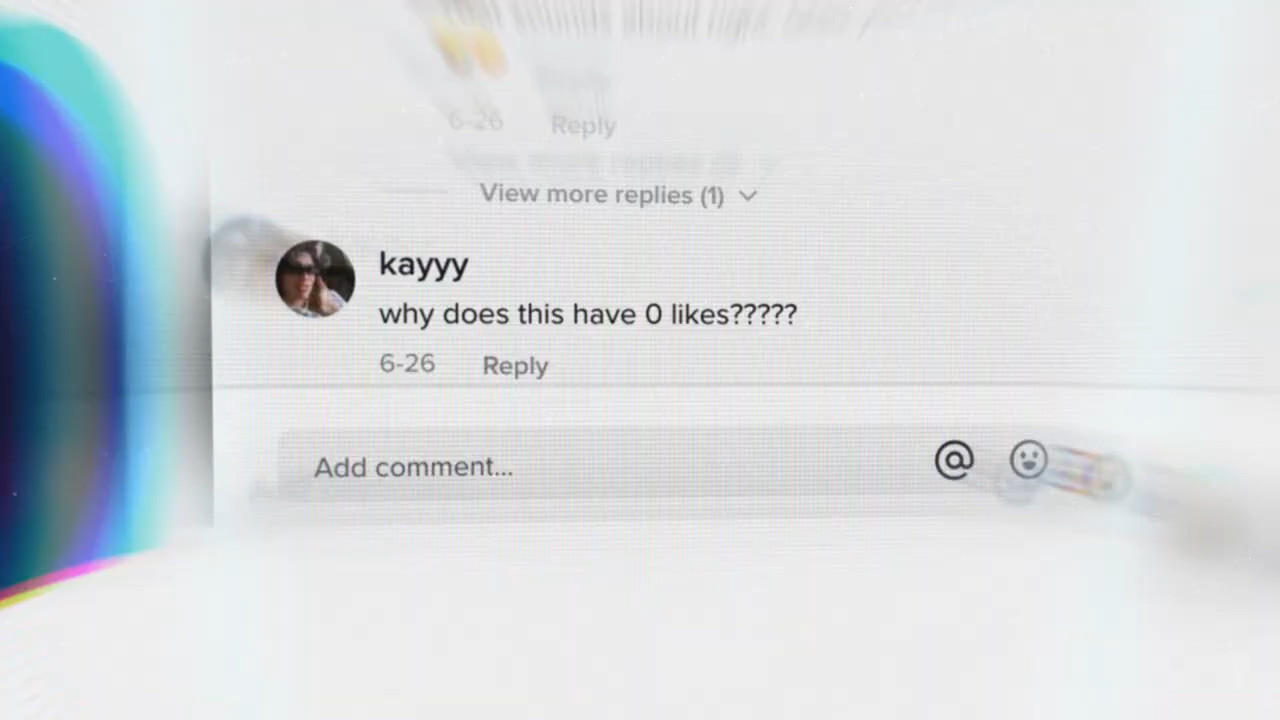 6-26 Reply
View more replies (1)
kayyy
why does this have 0 likes?????
6-26 Reply
Add comment...